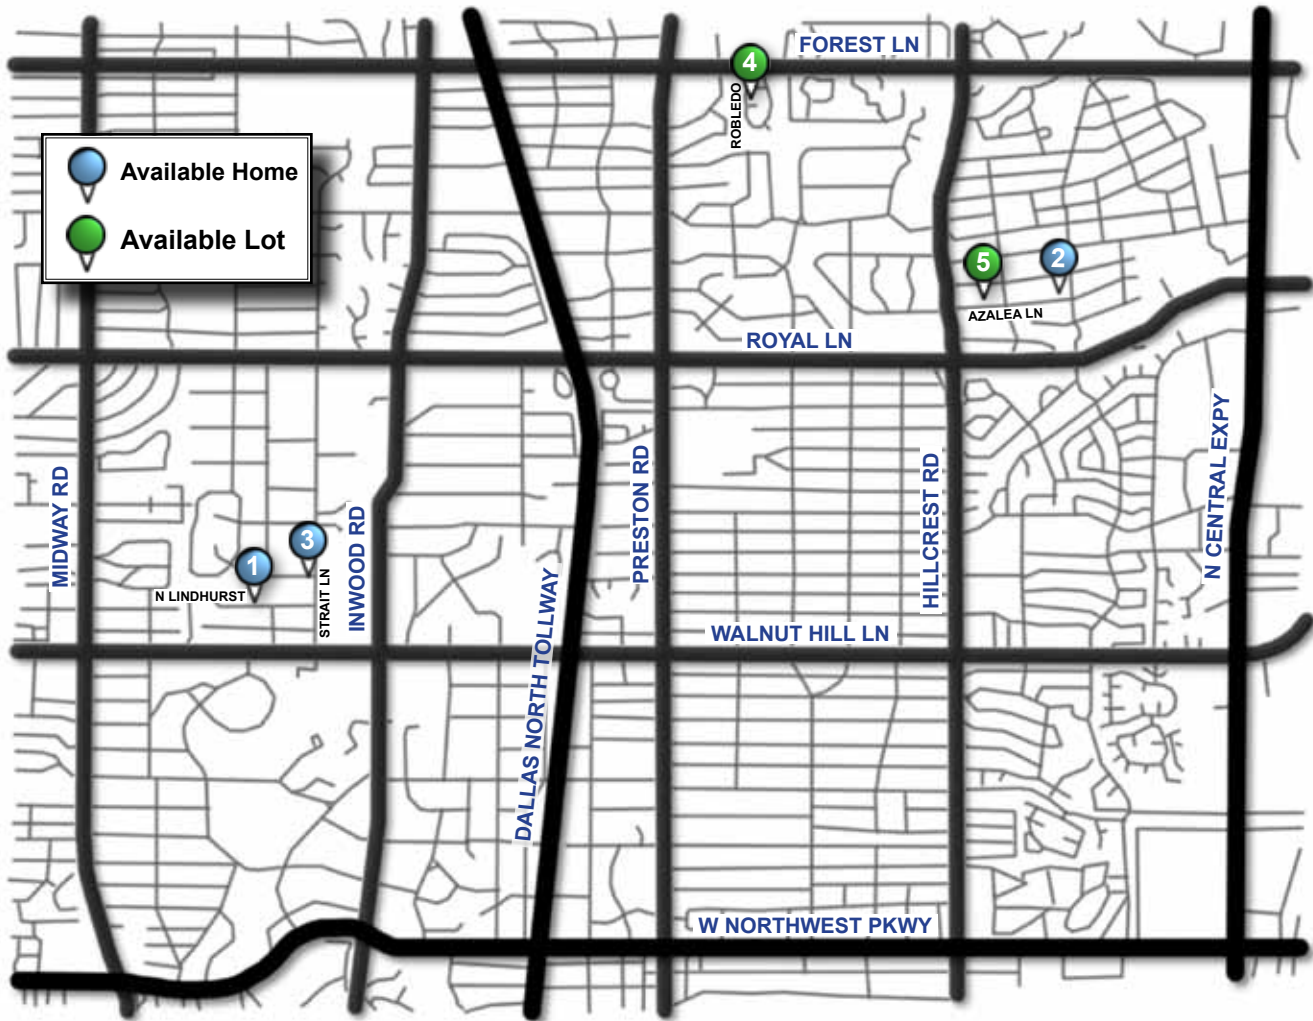 FOREST LN
4
ROBLEDO
Available Home
Available Lot
5
2
AZALEA LN
ROYAL LN
MIDWAY RD
INWOOD RD
PRESTON RD
HILLCREST RD
N CENTRAL EXPY
3
1
N LINDHURST
STRAIT LN
DALLAS NORTH TOLLWAY
WALNUT HILL LN
W NORTHWEST PKWY